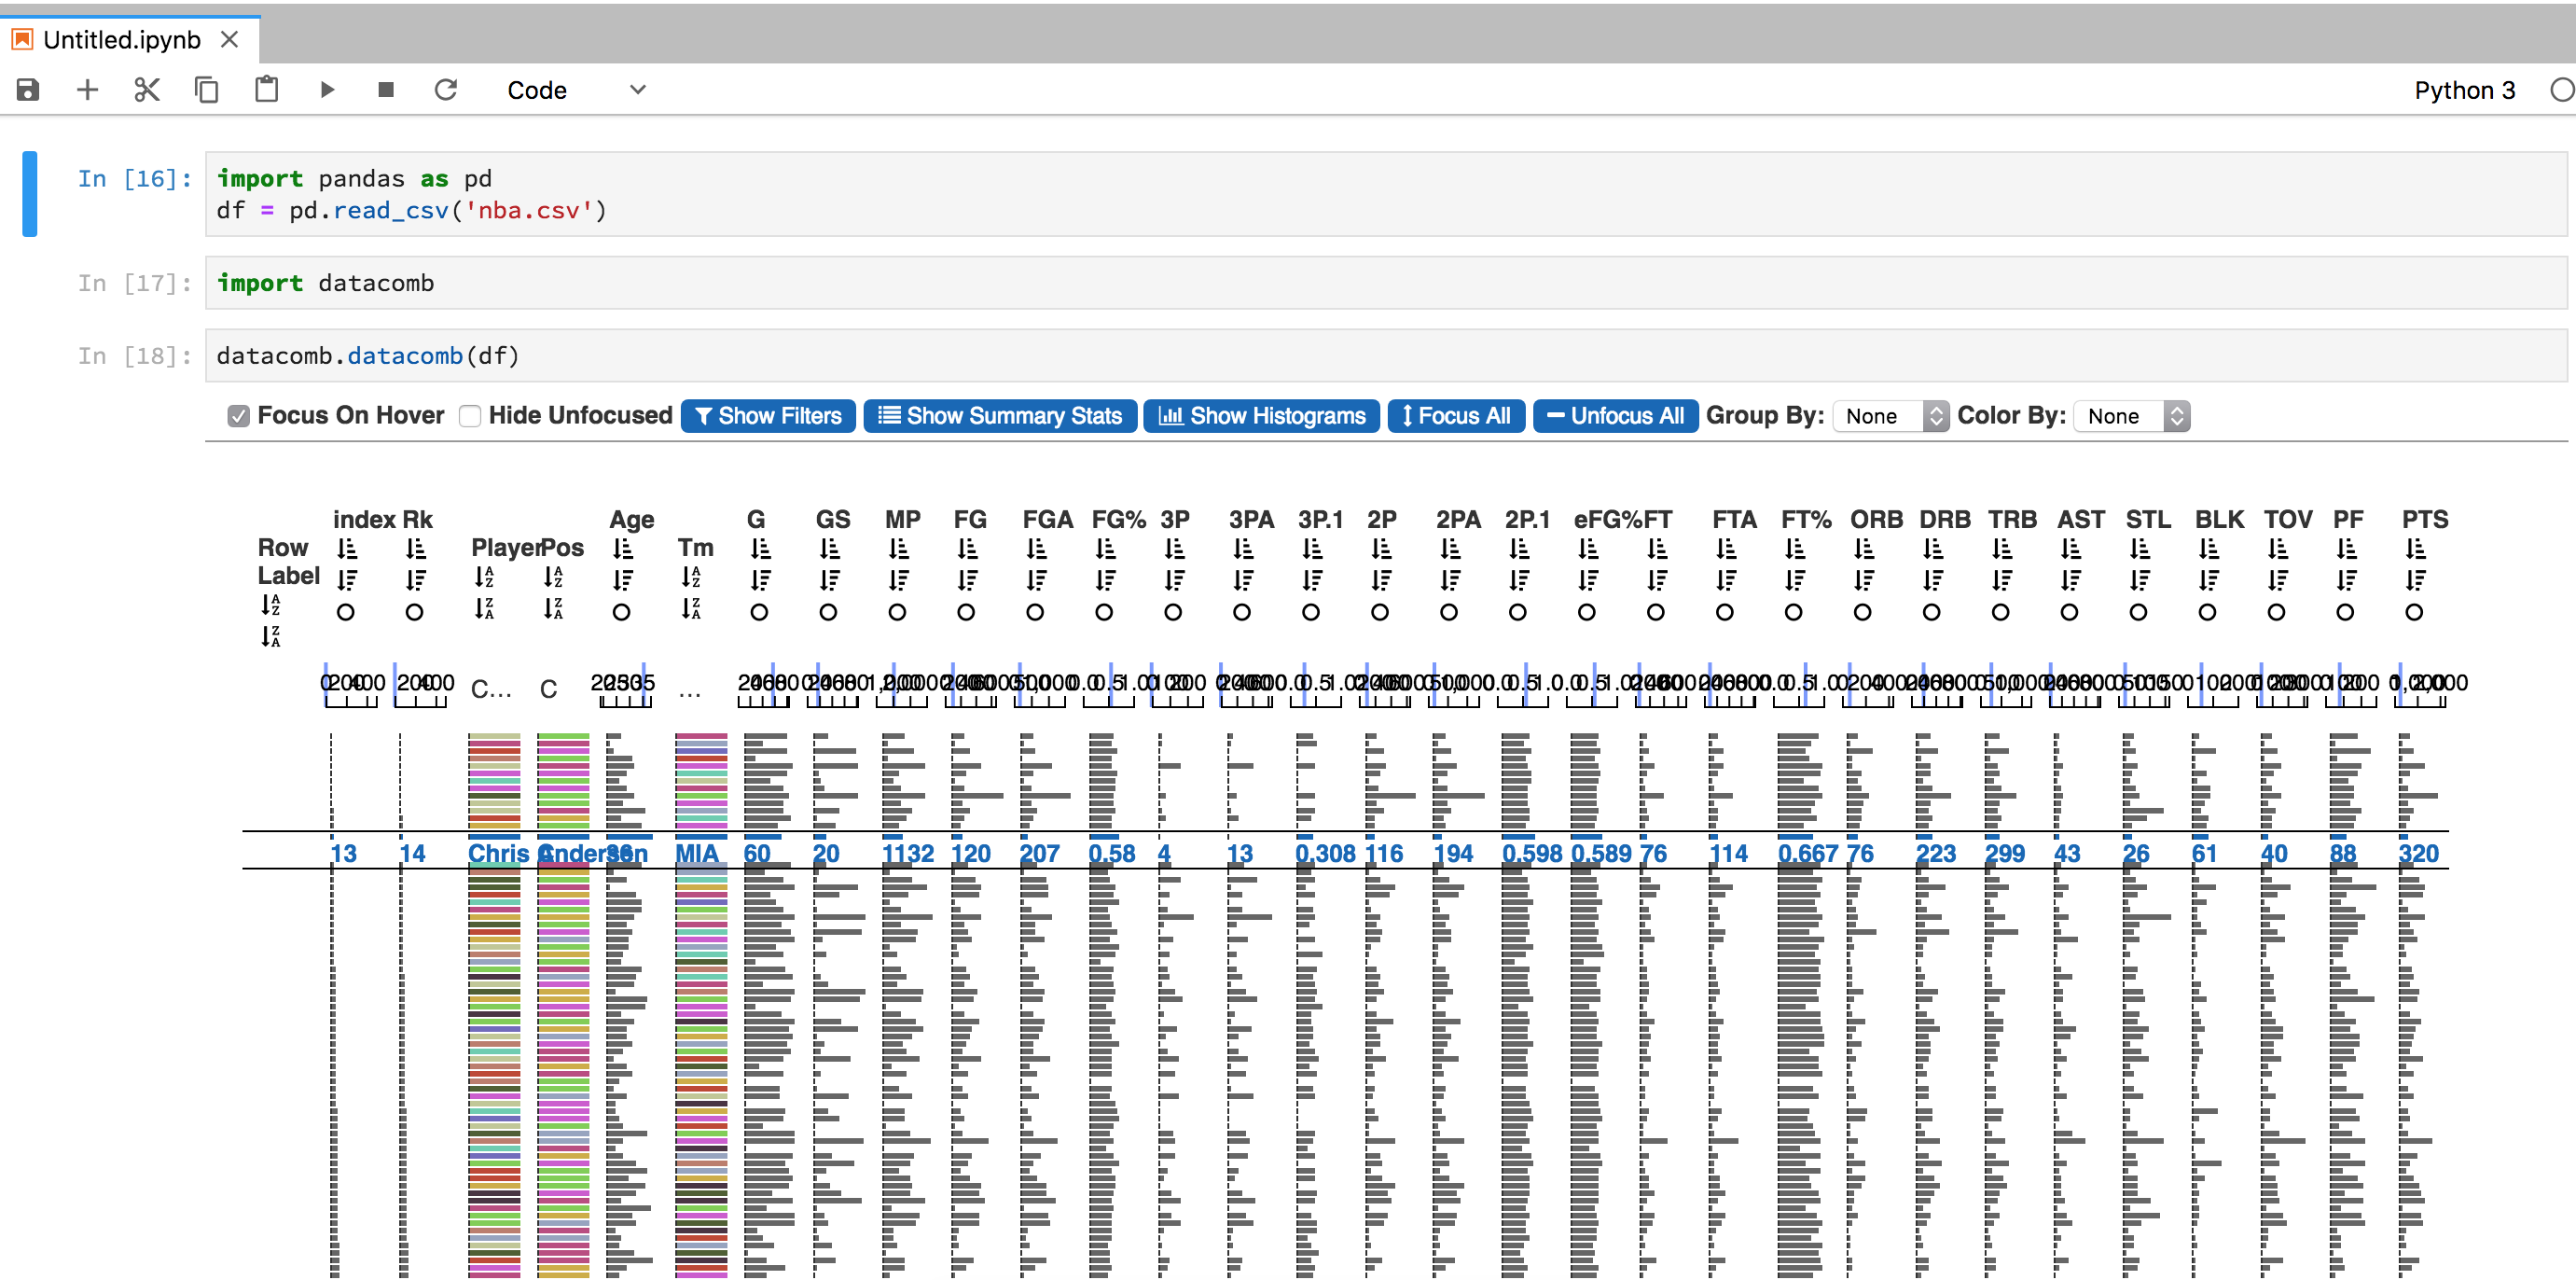 Untitled.ipynb
Code
Python 3
In [16]:
import pandas as pd
df = pd.read_csv('nba.csv')
In [17]:
import datacomb
In [18]:
datacomb.datacomb(df)
Focus On Hover Hide Unfocused Show Filters Show Summary Stats Show Histograms Focus All Unfocus All Group By: None Color By: None
Row Label index Rk Player Pos Age Tm G GS MP FG FGA FG% 3P 3PA 3P.1 2P 2PA 2P.1 eFG% FT FTA FT% ORB DRB TRB AST STL BLK TOV PF PTS
C... C ...
13 14 Chris Andersen MIA 60 20 1132 120 207 0.58 4 13 0.308 116 194 0.598 0.589 76 114 0.667 76 223 299 43 26 61 40 88 320